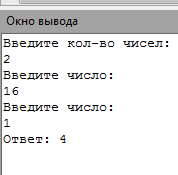 Окно вывода
Введите кол-во чисел:
2
Введите число:
16
Введите число:
1
Ответ: 4